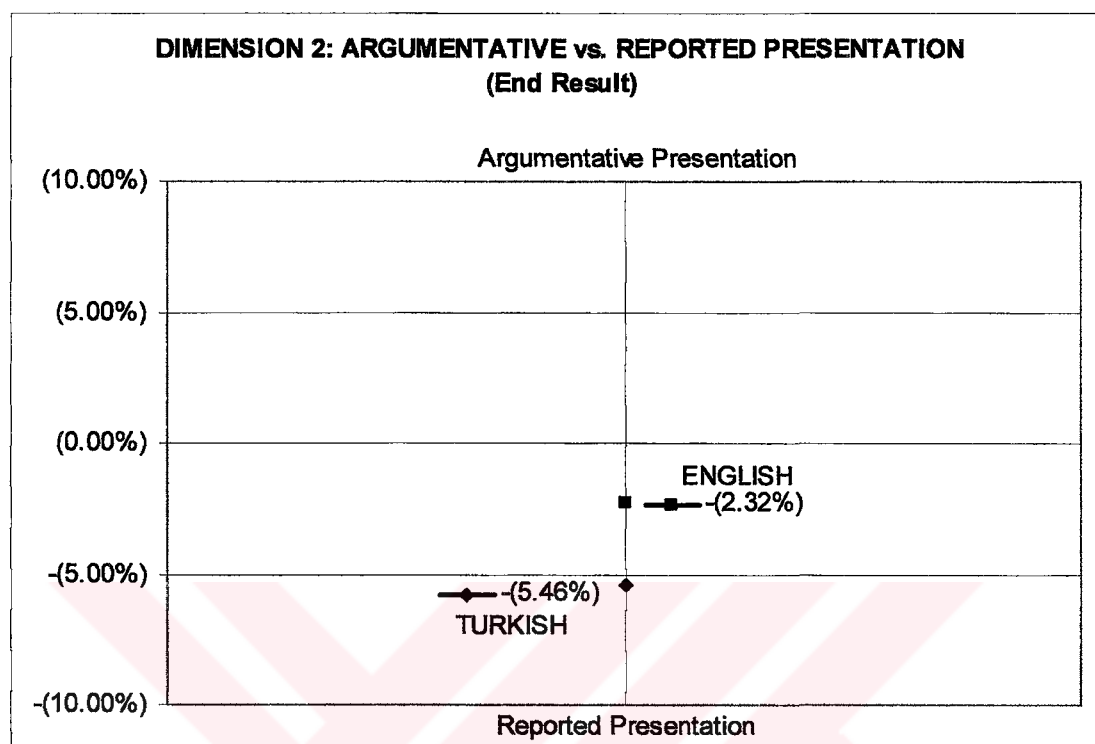 DIMENSION 2: ARGUMENTATIVE vs. REPORTED PRESENTATION
(End Result)
Argumentative Presentation
(10.00%)
(5.00%)
(0.00%)
ENGLISH
-(2.32%)
-(5.00%)
-(5.46%)
TURKISH
-(10.00%)
Reported Presentation